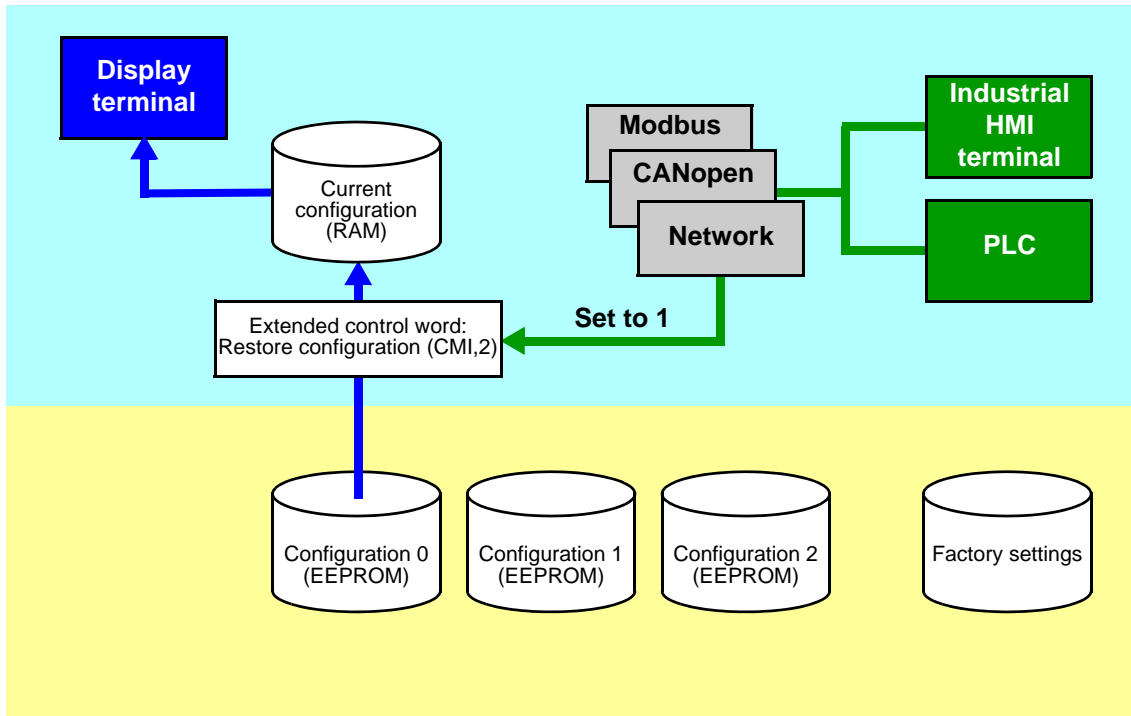 Display
terminal
Current
configuration
(RAM)
Modbus
CANopen
Network
Industrial
HMI
terminal
PLC
Extended control word:
Restore configuration (CMI,2)
Set to 1
Configuration 0
(EEPROM)
Configuration 1
(EEPROM)
Configuration 2
(EEPROM)
Factory settings